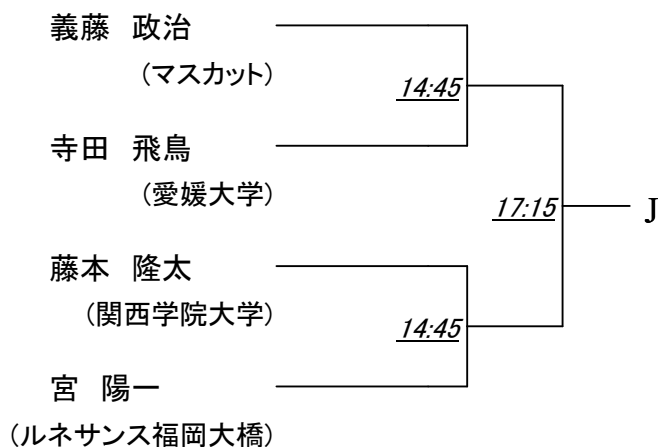 義藤　政治
(マスカット)
14:45
寺田　飛鳥
(愛媛大学)
17:15
J
藤本　隆太
(関西学院大学)
14:45
宮　陽一
(ルネサンス福岡大橋)